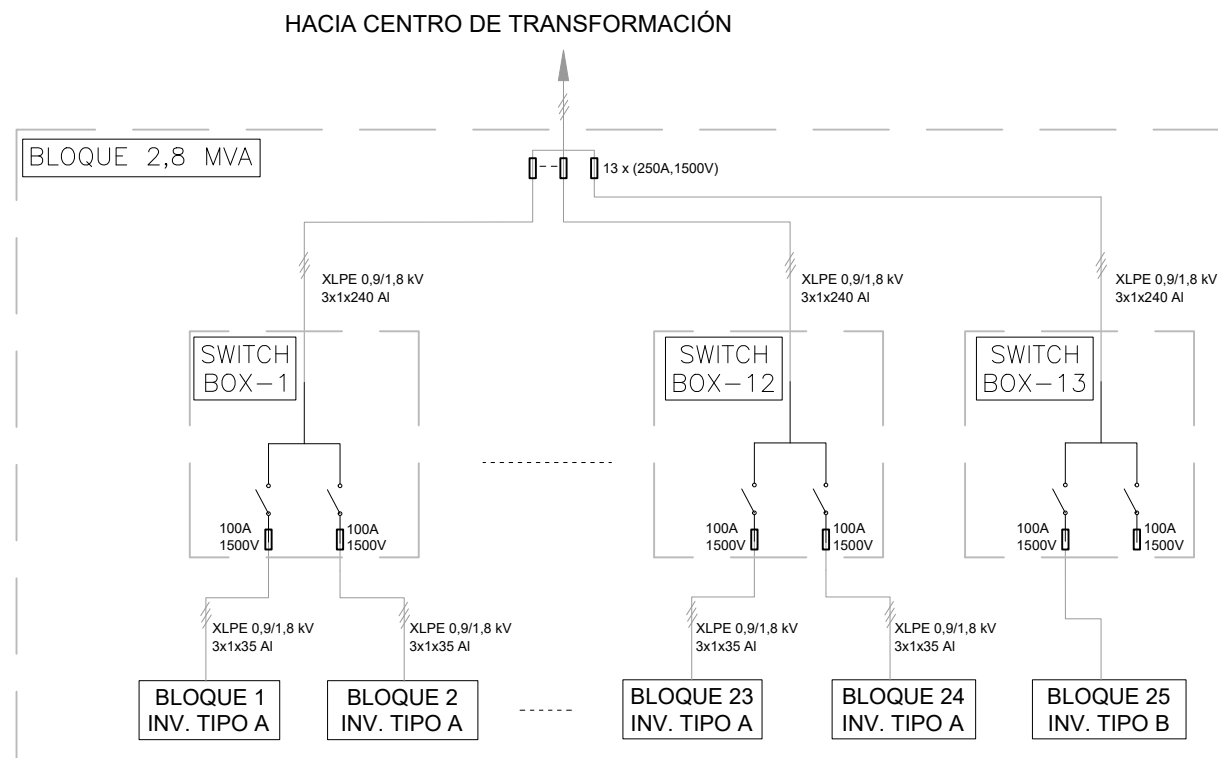 HACIA CENTRO DE TRANSFORMACIÓN
BLOQUE 2,8 MVA
13 x (250A,1500V)
XLPE 0,9/1,8 kV
3x1x240 Al
XLPE 0,9/1,8 kV
3x1x240 Al
XLPE 0,9/1,8 kV
3x1x240 Al
SWITCH
BOX-1
SWITCH
BOX-12
SWITCH
BOX-13
100A
1500V
100A
1500V
100A
1500V
100A
1500V
100A
1500V
100A
1500V
XLPE 0,9/1,8 kV
3x1x35 Al
XLPE 0,9/1,8 kV
3x1x35 Al
XLPE 0,9/1,8 kV
3x1x35 Al
XLPE 0,9/1,8 kV
3x1x35 Al
BLOQUE 1
INV. TIPO A
BLOQUE 2
INV. TIPO A
BLOQUE 23
INV. TIPO A
BLOQUE 24
INV. TIPO A
BLOQUE 25
INV. TIPO B